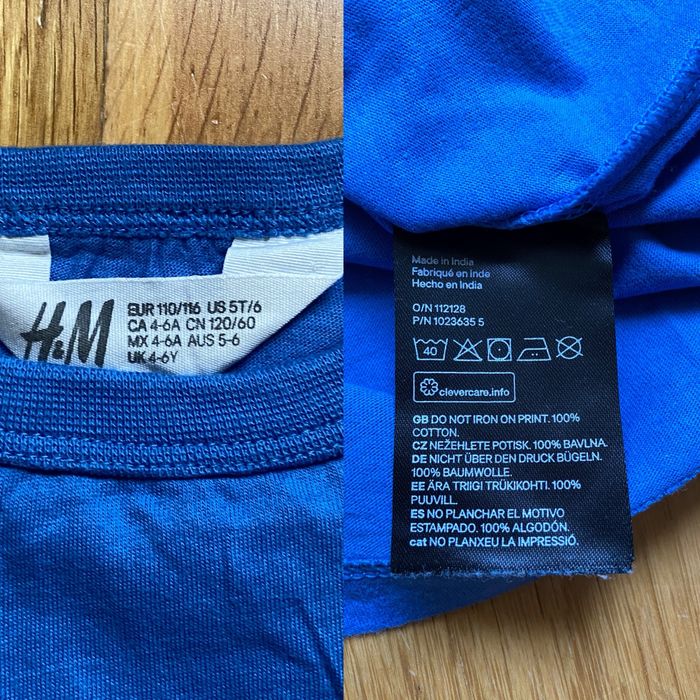 H&M
EUR 110/116 US 5T/6
CA 4-6A CN 120/60
MX 4-6A AUS 5-6
UK 4-6Y
Made in India
Fabriqué en Inde
Hecho en India
O/N 112128
P/N 1023635 5
40
clevercare.info
GB DO NOT IRON ON PRINT. 100%
COTTON.
CZ NEŽEHLETE POTISK. 100% BAVLNA.
DE NICHT ÜBER DEN DRUCK BÜGELN.
100% BAUMWOLLE.
EE ÄRA TRIIGI TRÜKIKOHTI. 100%
PUUVILL.
ES NO PLANCHAR EL MOTIVO
ESTAMPADO. 100% ALGODÓN.
cat NO PLANXEU LA IMPRESSIÓ.